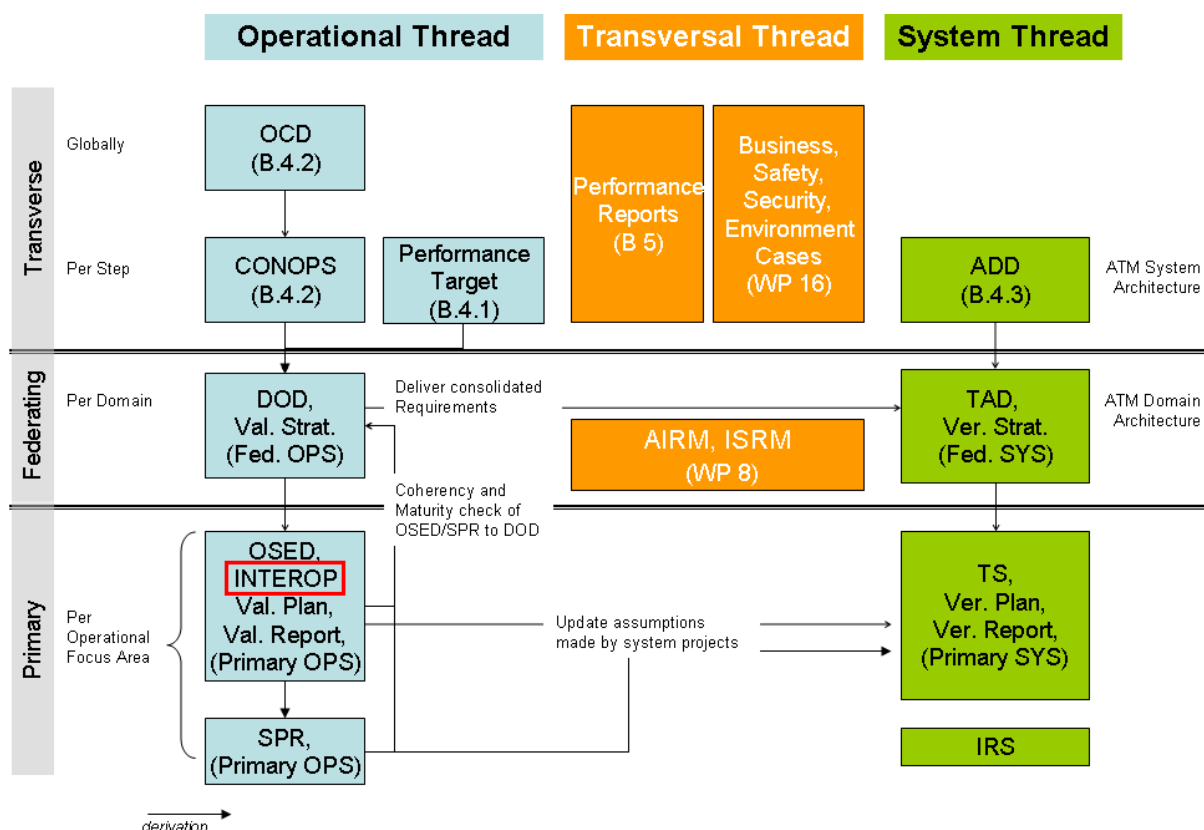 Operational Thread
Transversal Thread
System Thread
Transverse
Globally
OCD
(B.4.2)
Performance
Reports
(B 5)
Business,
Safety,
Security,
Environment
Cases
(WP 16)
Per Step
CONOPS
(B.4.2)
Performance
Target
(B.4.1)
ADD
(B.4.3)
ATM System
Architecture
Federating
Per Domain
DOD,
Val. Strat.
(Fed. OPS)
Deliver consolidated
Requirements
AIRM, ISRM
(WP 8)
TAD,
Ver. Strat.
(Fed. SYS)
ATM Domain
Architecture
Coherency and
Maturity check of
OSED/SPR to DOD
Primary
Per
Operational
Focus Area
OSED,
INTEROP
Val. Plan,
Val. Report,
(Primary OPS)
Update assumptions
made by system projects
TS,
Ver. Plan,
Ver. Report,
(Primary SYS)
SPR,
(Primary OPS)
IRS
derivation